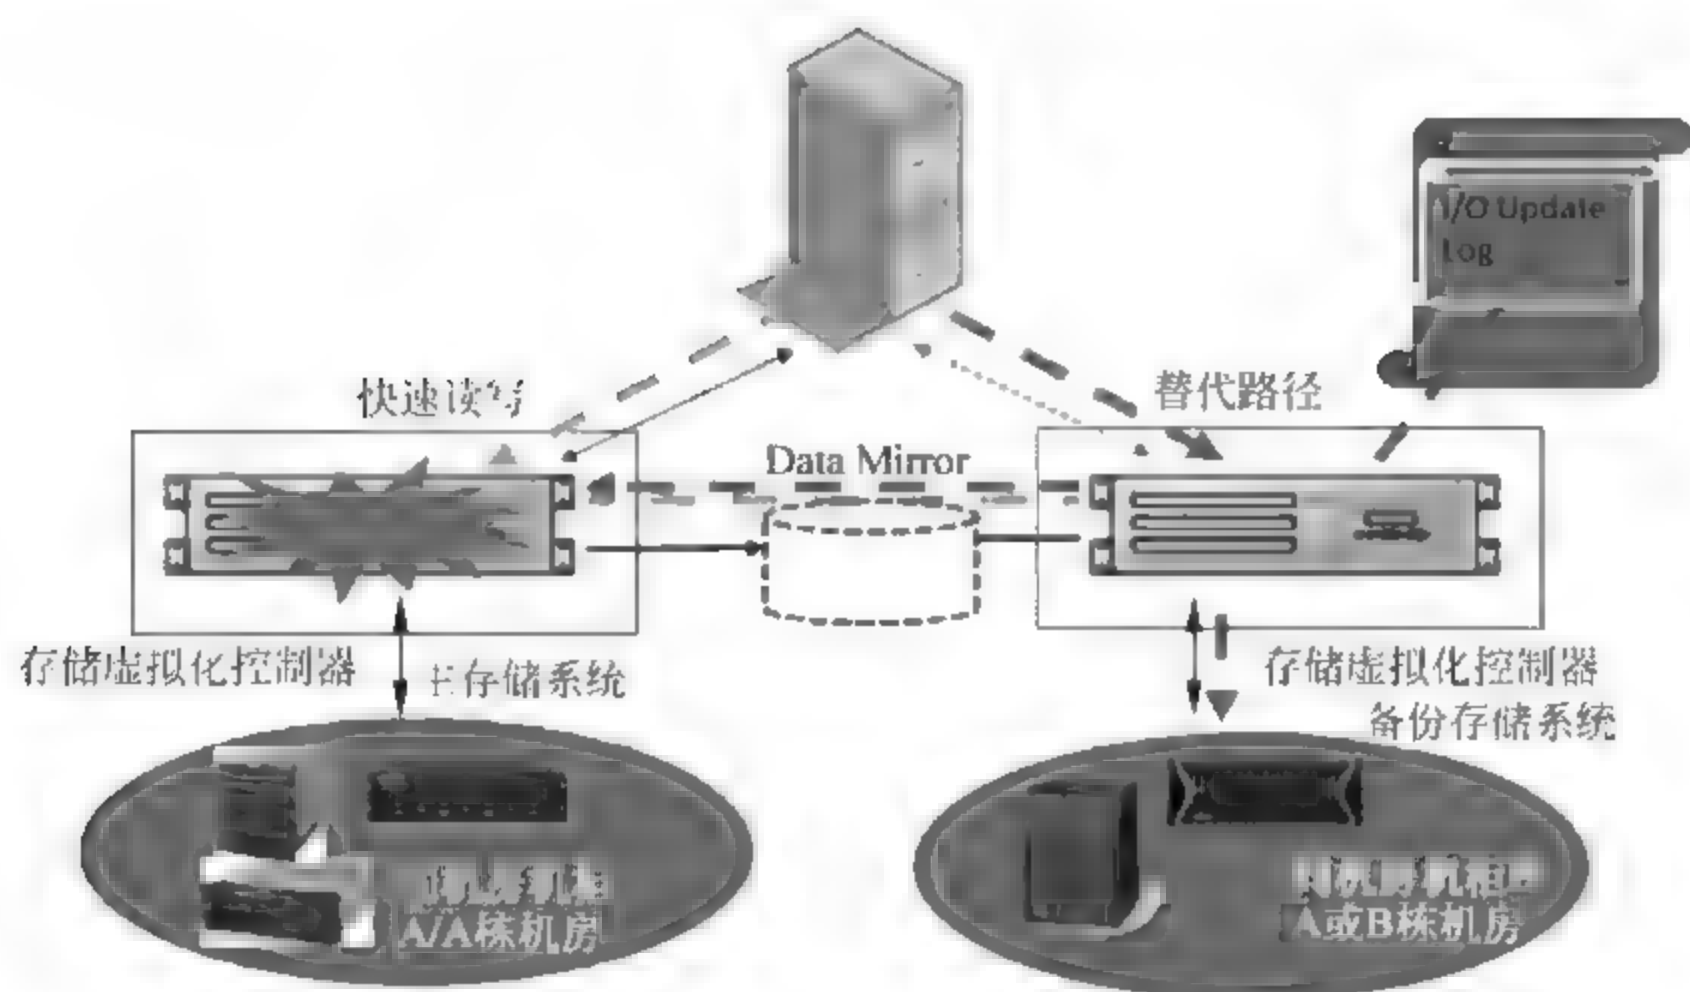 I/O Update
Log
快速读写
替代路径
Data Mirror
存储虚拟化控制器
存储系统
存储虚拟化控制器
备份存储系统
A/A栋机房
A或B栋机房